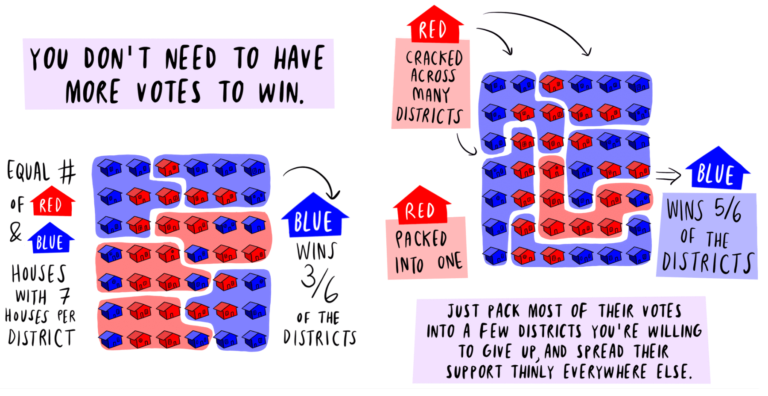 YOU DON'T NEED TO HAVE
MORE VOTES TO WIN.
EQUAL #
OF RED
& BLUE
HOUSES
WITH 7
HOUSES PER
DISTRICT
BLUE
WINS
3/6
OF THE
DISTRICTS
RED
CRACKED
ACROSS
MANY
DISTRICTS
RED
PACKED
INTO ONE
BLUE
WINS 5/6
OF THE
DISTRICTS
JUST PACK MOST OF THEIR VOTES
INTO A FEW DISTRICTS YOU'RE WILLING
TO GIVE UP, AND SPREAD THEIR
SUPPORT THINLY EVERYWHERE ELSE.